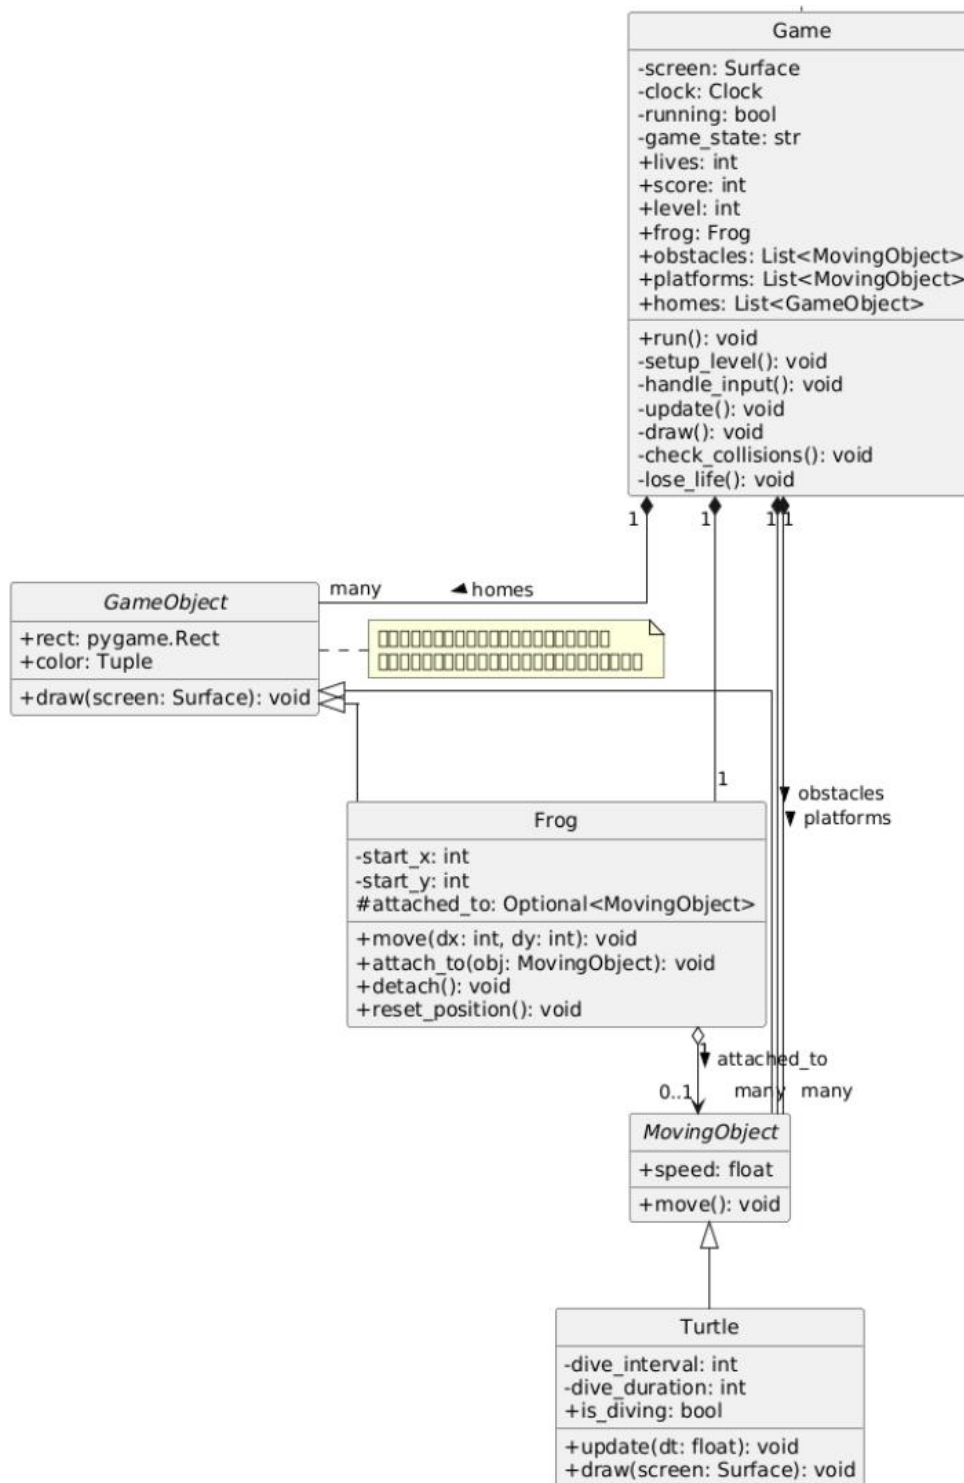 Game
-screen: Surface
-clock: Clock
-running: bool
-game_state: str
+lives: int
+score: int
+level: int
+frog: Frog
+obstacles: List<MovingObject>
+platforms: List<MovingObject>
+homes: List<GameObject>
+run(): void
-setup_level(): void
-handle_input(): void
-update(): void
-draw(): void
-check_collisions(): void
-lose_life(): void
1 1 1 1
many homes
GameObject
+rect: pygame.Rect
+color: Tuple
+draw(screen: Surface): void
1
obstacles
platforms
Frog
-start_x: int
-start_y: int
#attached_to: Optional<MovingObject>
+move(dx: int, dy: int): void
+attach_to(obj: MovingObject): void
+detach(): void
+reset_position(): void
1 attached_to
0..1 many many
MovingObject
+speed: float
+move(): void
Turtle
-dive_interval: int
-dive_duration: int
+is_diving: bool
+update(dt: float): void
+draw(screen: Surface): void